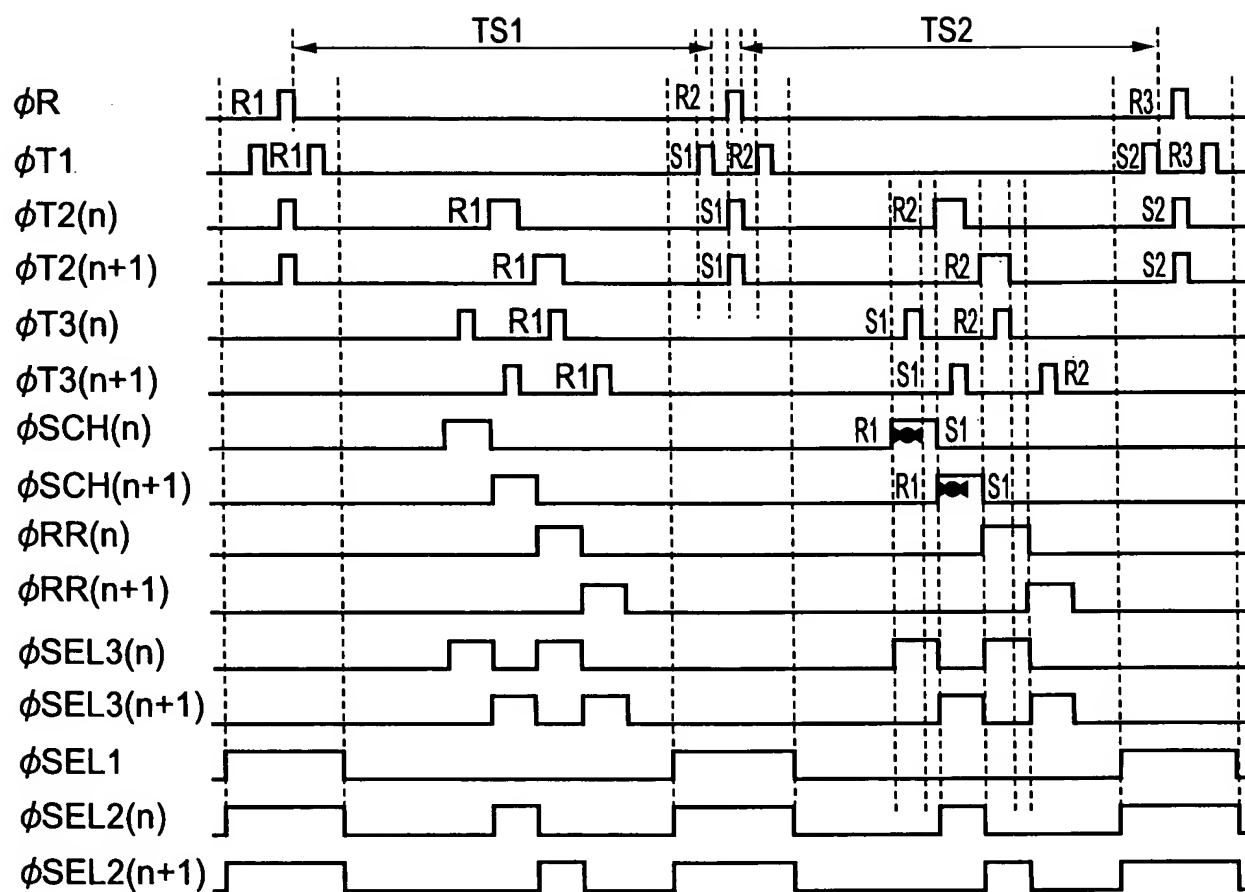 TS1 TS2
ϕR R1 R2 R3
ϕT1 R1 S1 R2 S2 R3
ϕT2(n) R1 S1 R2 S2
ϕT2(n+1) R1 S1 R2 S2
ϕT3(n) R1 S1 R2
ϕT3(n+1) R1 S1 R2
ϕSCH(n) R1 S1
ϕSCH(n+1) R1 S1
ϕRR(n)
ϕRR(n+1)
ϕSEL3(n)
ϕSEL3(n+1)
ϕSEL1
ϕSEL2(n)
ϕSEL2(n+1)